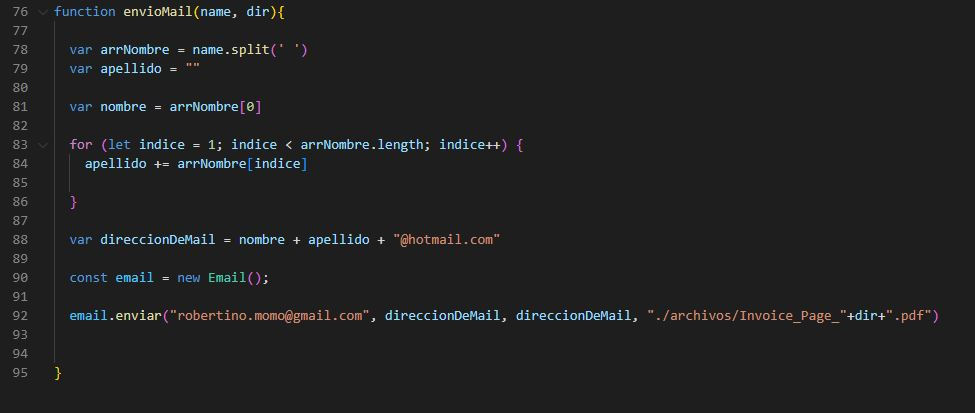 76 function envioMail(name, dir){
77
78 var arrNombre = name.split(' ')
79 var apellido = ""
80
81 var nombre = arrNombre[0]
82
83 for (let indice = 1; indice < arrNombre.length; indice++) {
84 apellido += arrNombre[indice]
85
86 }
87
88 var direccionDeMail = nombre + apellido + "@hotmail.com"
89
90 const email = new Email();
91
92 email.enviar("robertino.momo@gmail.com", direccionDeMail, direccionDeMail, "./archivos/Invoice_Page_"+dir+".pdf")
93
94
95 }